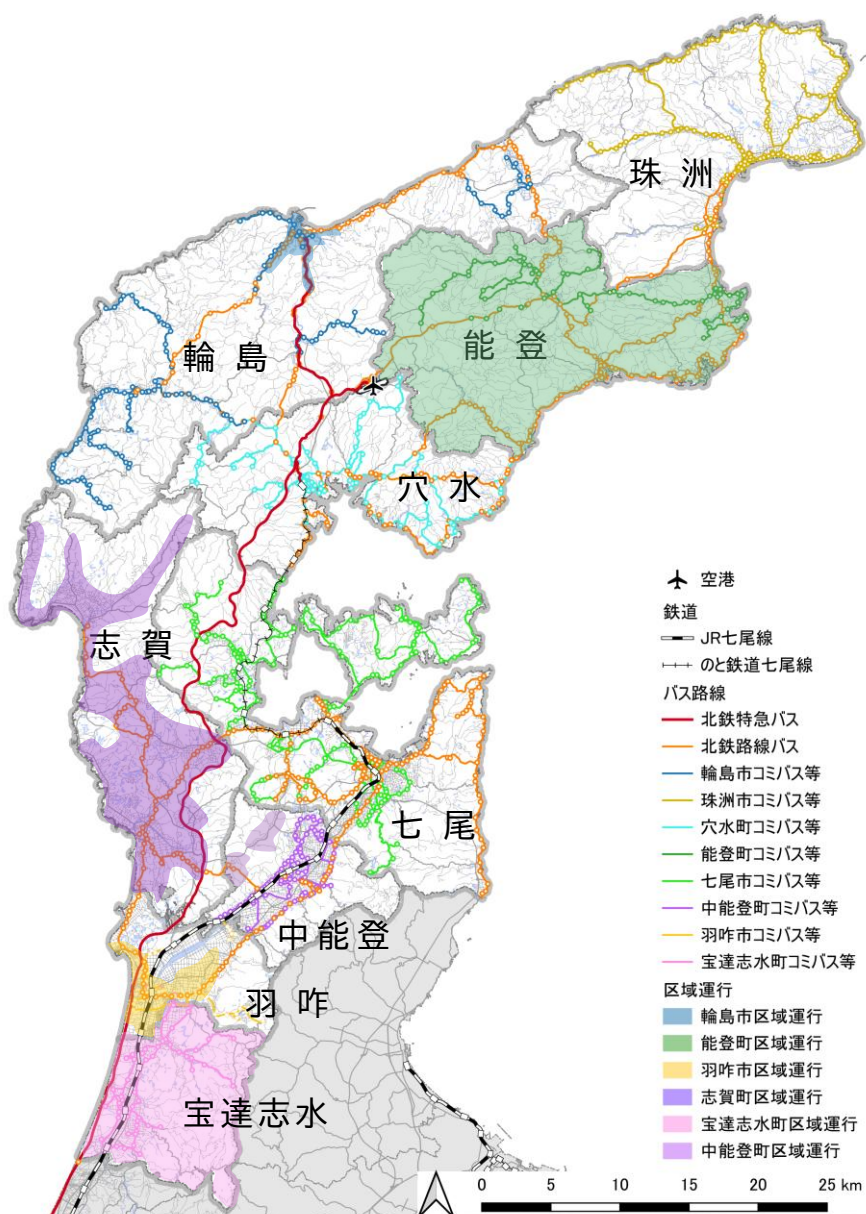 珠洲
能登
輪島
穴水
志賀
七尾
中能登
羽咋
宝達志水
空港
鉄道
JR七尾線
のと鉄道七尾線
バス路線
北鉄特急バス
北鉄路線バス
輪島市コミバス等
珠洲市コミバス等
穴水町コミバス等
能登町コミバス等
七尾市コミバス等
中能登町コミバス等
羽咋市コミバス等
宝達志水町コミバス等
区域運行
輪島市区域運行
能登町区域運行
羽咋市区域運行
志賀町区域運行
宝達志水町区域運行
中能登町区域運行
0 5 10 15 20 25 km